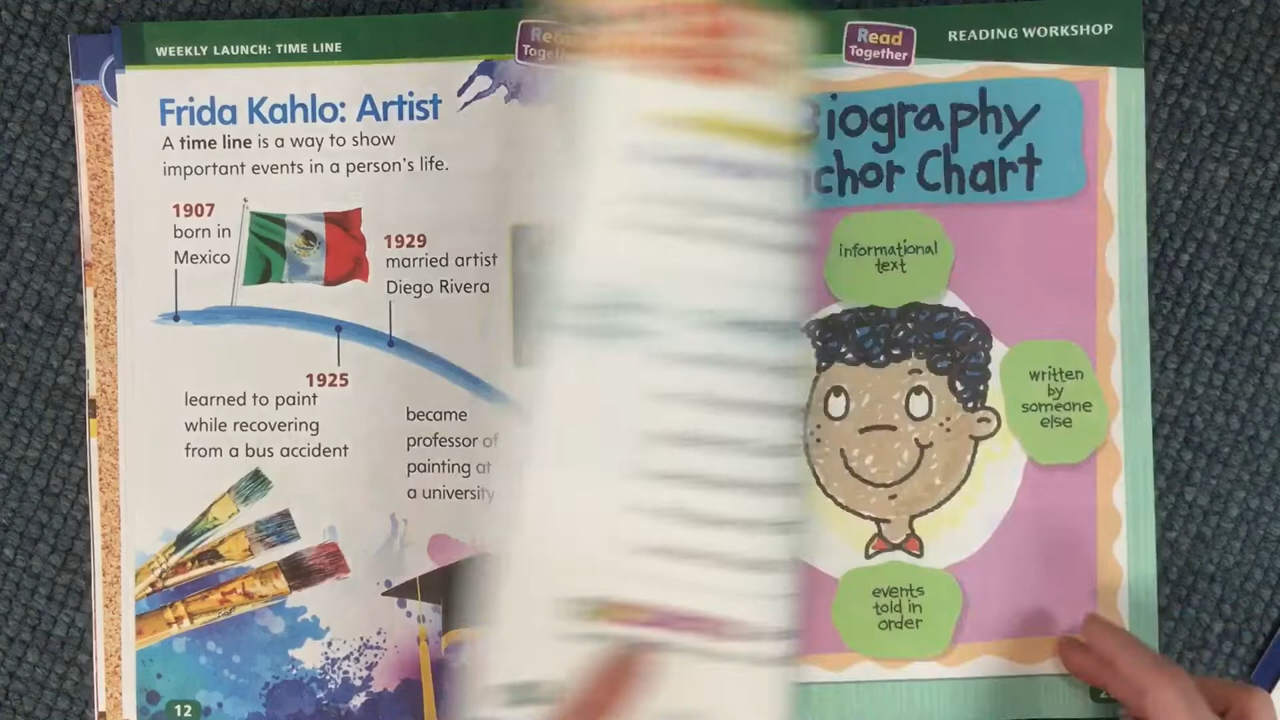 WEEKLY LAUNCH: TIME LINE
Frida Kahlo: Artist
A time line is a way to show
important events in a person's life.
1907
born in
Mexico
1929
married artist
Diego Rivera
1925
learned to paint
while recovering
from a bus accident
became
professor of
painting at
a university
12
Read
Together
READING WORKSHOP
iography
chor Chart
informational
text
written
by
someone
else
events
told in
order